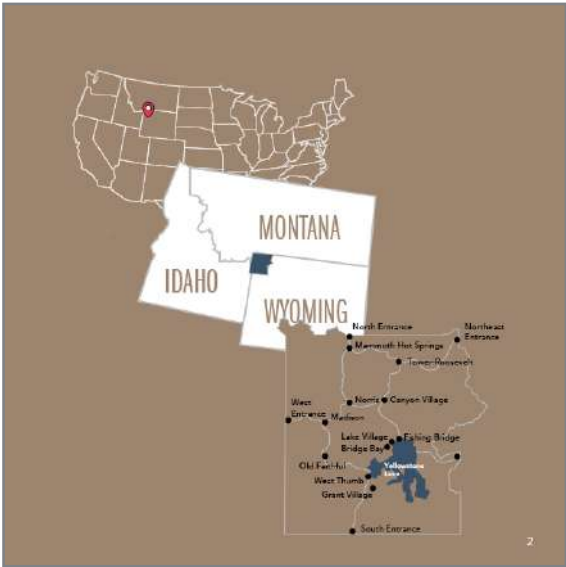 MONTANA
IDAHO
WYOMING
North Entrance
Northeast
Entrance
Mammoth Hot Springs
Tower Roosevelt
West
Entrance
Norris
Canyon Village
Madison
Lake Village
Fishing Bridge
Bridge Bay
Old Faithful
Yellowstone
Lake
West Thumb
Grant Village
South Entrance
2